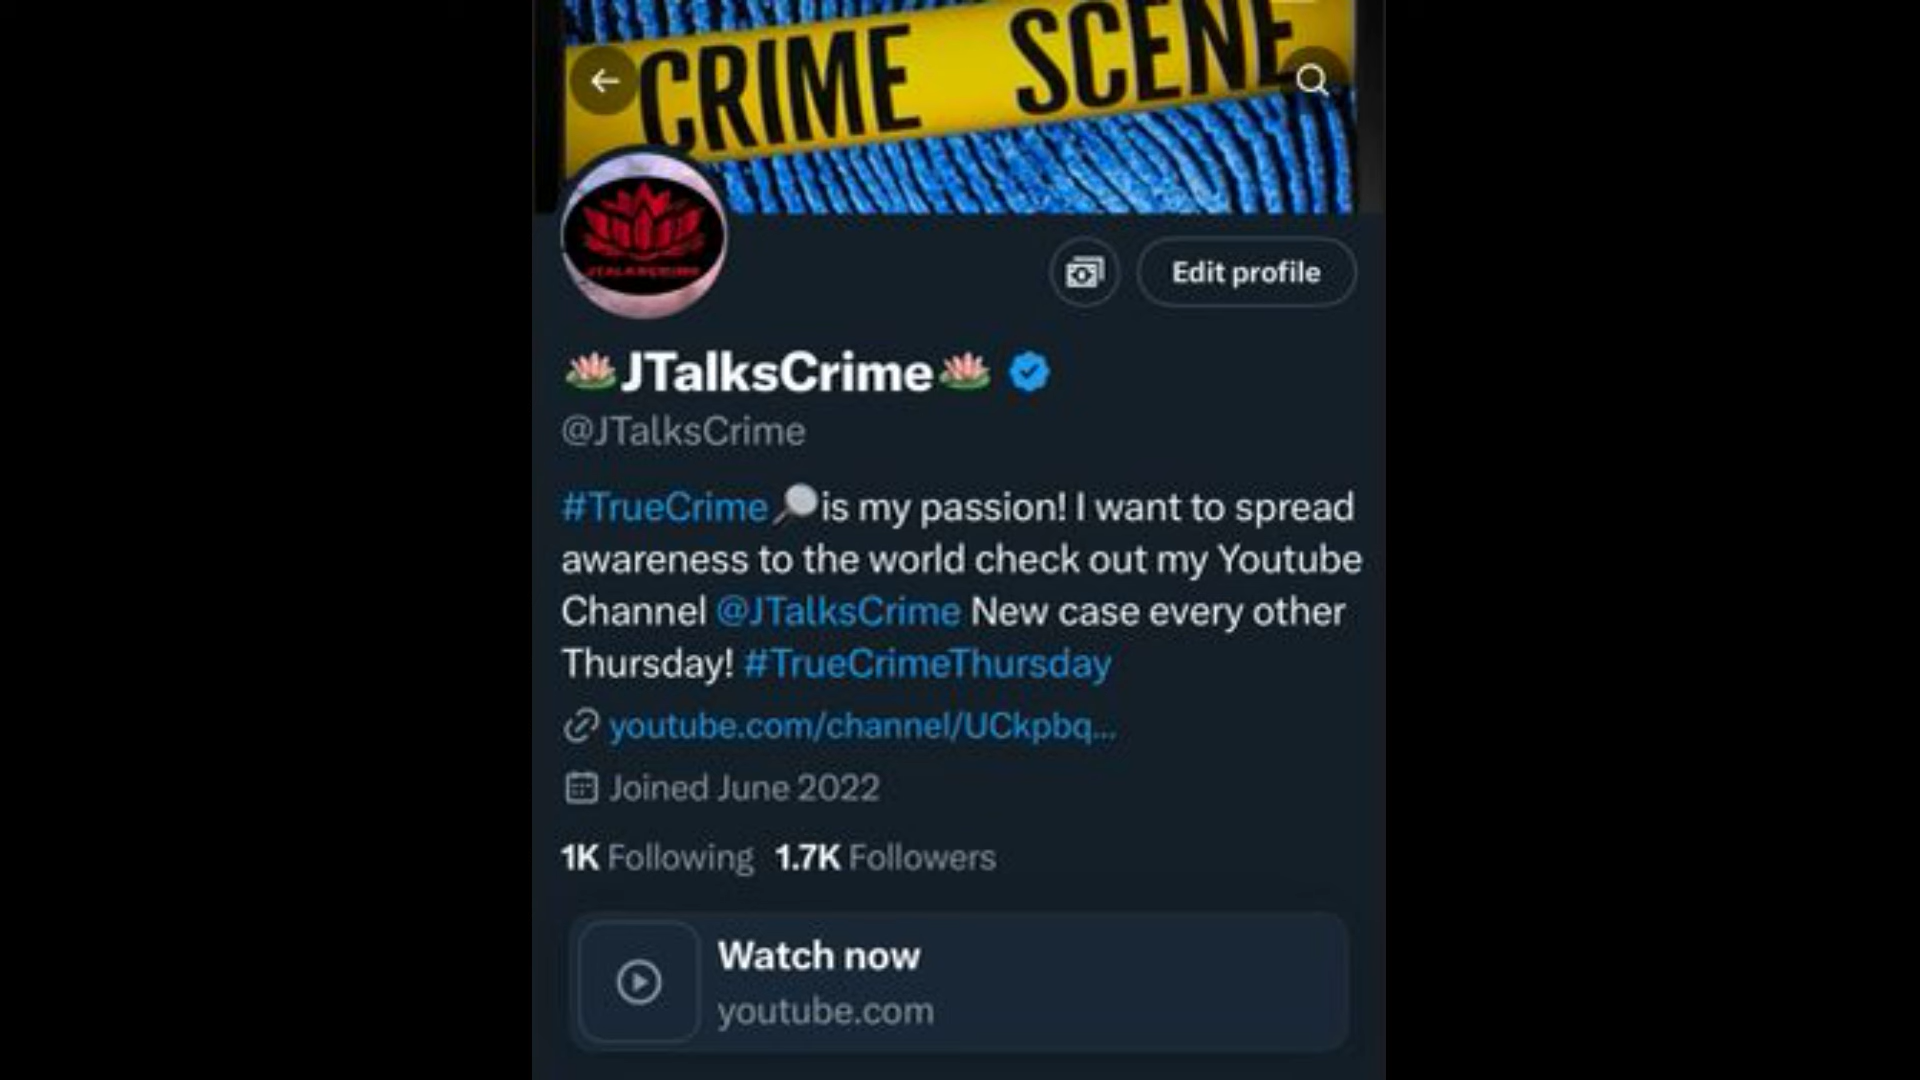 CRIME SCENE
JTALKSCRIME
Edit profile
JTalksCrime
@JTalksCrime
#TrueCrime is my passion! I want to spread
awareness to the world check out my Youtube
Channel @JTalksCrime New case every other
Thursday! #TrueCrimeThursday
youtube.com/channel/UCkpbq...
Joined June 2022
1K Following 1.7K Followers
Watch now
youtube.com